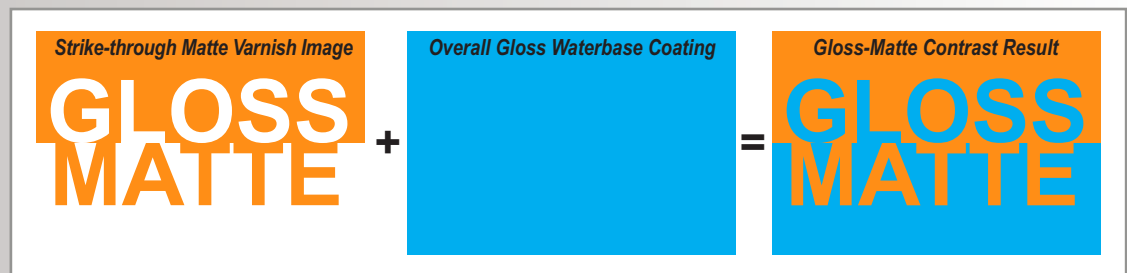 Strike-through Matte Varnish Image
GLOSS
MATTE
+
Overall Gloss Waterbase Coating
=
Gloss-Matte Contrast Result
GLOSS
MATTE